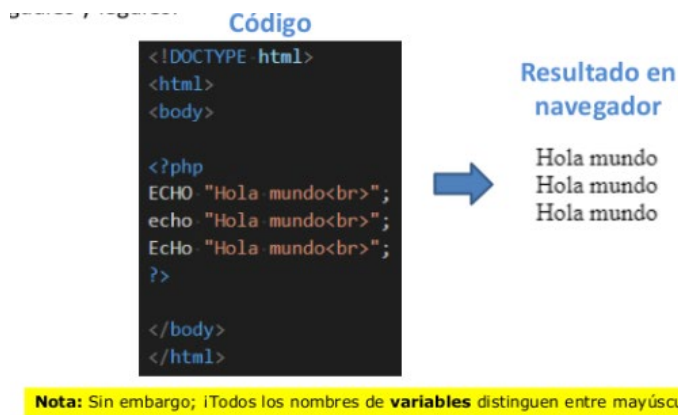 Código
<!DOCTYPE html>
<html>
<body>
<?php
ECHO "Hola mundo<br>";
echo "Hola mundo<br>";
EcHo "Hola mundo<br>";
?>
</body>
</html>
Resultado en
navegador
Hola mundo
Hola mundo
Hola mundo
Nota: Sin embargo; ¡Todos los nombres de variables distinguen entre